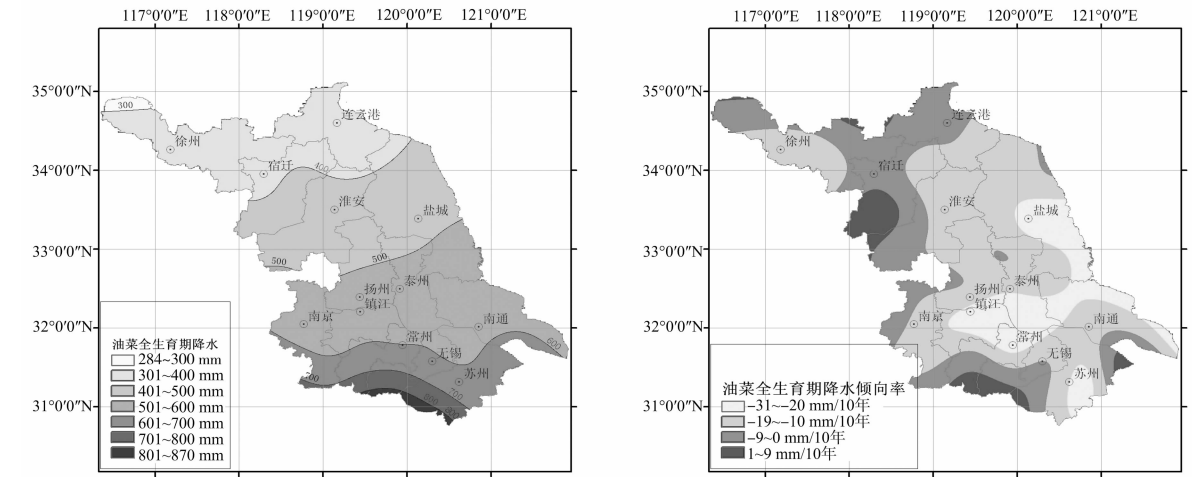 117°0′0″E 118°0′0″E 119°0′0″E 120°0′0″E 121°0′0″E
35°0′0″N
34°0′0″N
33°0′0″N
32°0′0″N
31°0′0″N
300
徐州
连云港
宿迁
400
淮安
盐城
500
500
扬州
泰州
镇江
南京
南通
常州
600
无锡
700
苏州
700
800
油菜全生育期降水
284~300 mm
301~400 mm
401~500 mm
501~600 mm
601~700 mm
701~800 mm
801~870 mm
117°0′0″E 118°0′0″E 119°0′0″E 120°0′0″E 121°0′0″E
35°0′0″N
34°0′0″N
33°0′0″N
32°0′0″N
31°0′0″N
徐州
连云港
宿迁
淮安
盐城
扬州
泰州
镇江
南京
南通
常州
无锡
苏州
油菜全生育期降水倾向率
-31~-20 mm/10年
-19~-10 mm/10年
-9~0 mm/10年
1~9 mm/10年